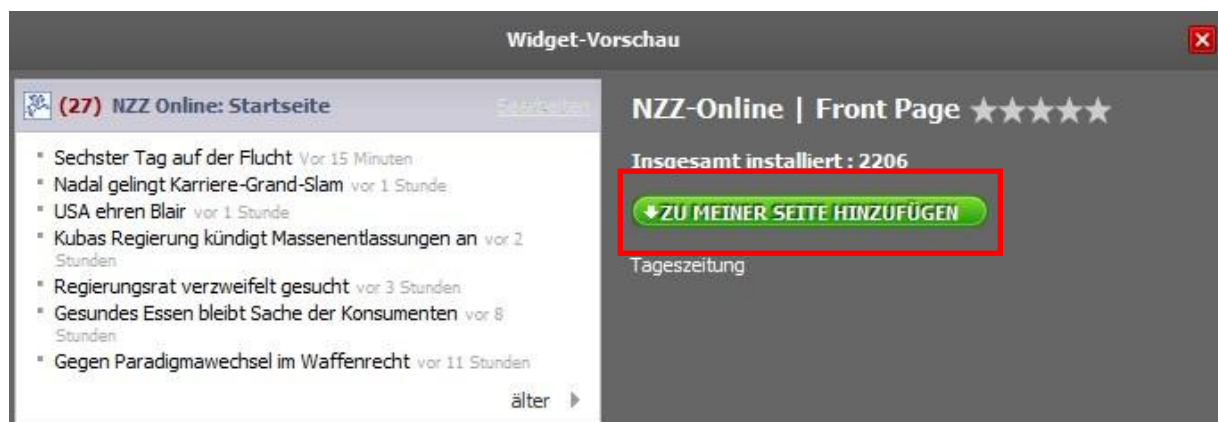 Widget-Vorschau
(27) NZZ Online: Startseite Bearbeiten
Sechster Tag auf der Flucht Vor 15 Minuten
Nadal gelingt Karriere-Grand-Slam vor 1 Stunde
USA ehren Blair vor 1 Stunde
Kubas Regierung kündigt Massenentlassungen an vor 2
Stunden
Regierungsrat verzweifelt gesucht vor 3 Stunden
Gesundes Essen bleibt Sache der Konsumenten vor 8
Stunden
Gegen Paradigmawechsel im Waffenrecht vor 11 Stunden
älter
NZZ-Online | Front Page
Insgesamt installiert : 2206
ZU MEINER SEITE HINZUFÜGEN
Tageszeitung